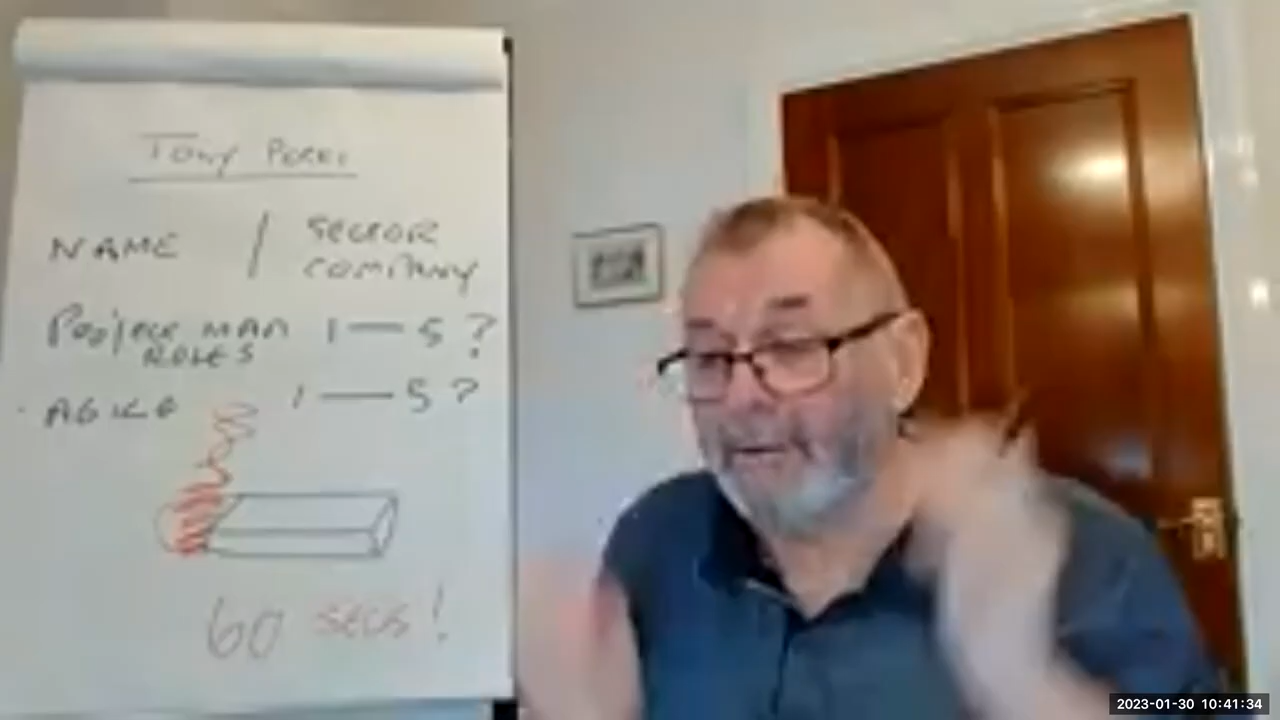 Tony
NAME / SECTOR
COMPANY
Project MAN 1 — 5 ?
ROLES
AGILE 1 — 5 ?
60 SECS!
2023-01-30 10:41:34